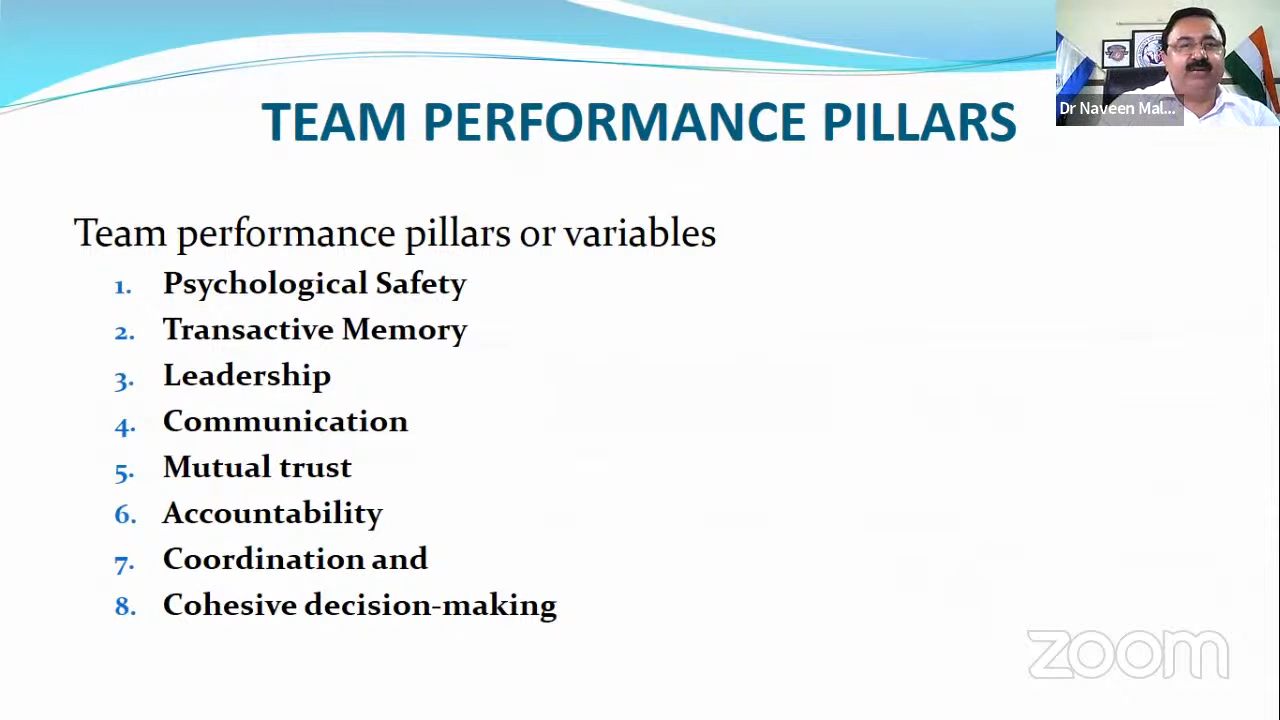 TEAM PERFORMANCE PILLARS
Dr Naveen Mal...
Team performance pillars or variables
1. Psychological Safety
2. Transactive Memory
3. Leadership
4. Communication
5. Mutual trust
6. Accountability
7. Coordination and
8. Cohesive decision-making
zoom